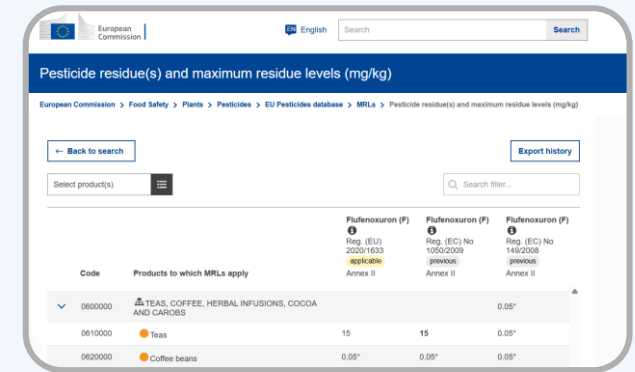 European
Commission
EN English
Search
Search
Pesticide residue(s) and maximum residue levels (mg/kg)
European Commission > Food Safety > Plants > Pesticides > EU Pesticides database > MRLs > Pesticide residue(s) and maximum residue levels (mg/kg)
← Back to search
Export history
Select product(s)
Search filter...
Flufenoxuron (F) Flufenoxuron (F) Flufenoxuron (F)
Reg. (EU) Reg. (EC) No Reg. (EC) No
2020/1633 1050/2009 149/2008
applicable previous previous
Code Products to which MRLs apply Annex II Annex II Annex II
0600000 TEAS, COFFEE, HERBAL INFUSIONS, COCOA 0.05*
AND CAROBS
0610000 Teas 15 15 0.05*
0620000 Coffee beans 0.05* 0.05* 0.05*